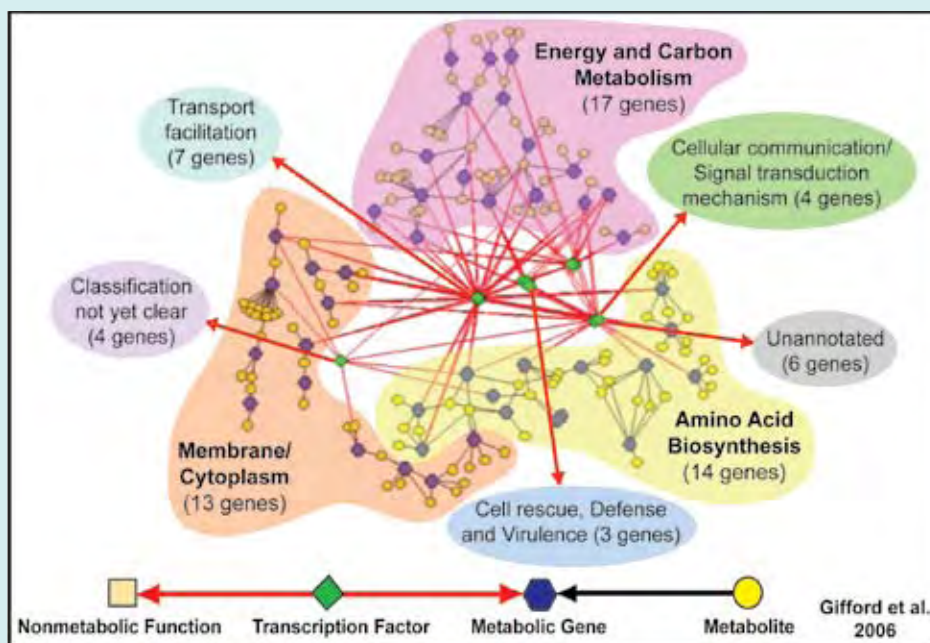 Energy and Carbon
Metabolism
(17 genes)
Transport
facilitation
(7 genes)
Cellular communication/
Signal transduction
mechanism (4 genes)
Classification
not yet clear
(4 genes)
Unannotated
(6 genes)
Membrane/
Cytoplasm
(13 genes)
Amino Acid
Biosynthesis
(14 genes)
Cell rescue, Defense
and Virulence (3 genes)
Nonmetabolic Function
Transcription Factor
Metabolic Gene
Metabolite
Gifford et al.
2006